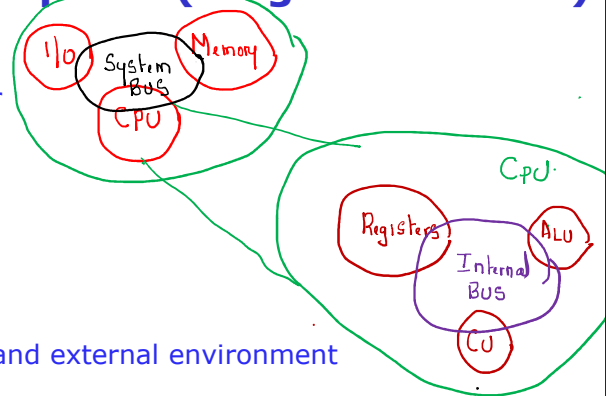 I/O
Memory
System
BUS
CPU
CPU
Registers
ALU
Internal
BUS
CU
and external environment